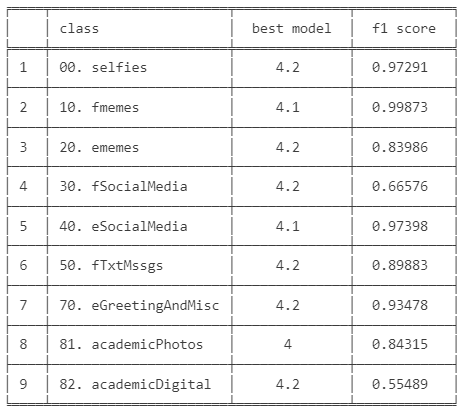 class best model f1 score
1 00. selfies 4.2 0.97291
2 10. fmemes 4.1 0.99873
3 20. ememes 4.2 0.83986
4 30. fSocialMedia 4.2 0.66576
5 40. eSocialMedia 4.1 0.97398
6 50. fTxtMssgs 4.2 0.89883
7 70. eGreetingAndMisc 4.2 0.93478
8 81. academicPhotos 4 0.84315
9 82. academicDigital 4.2 0.55489